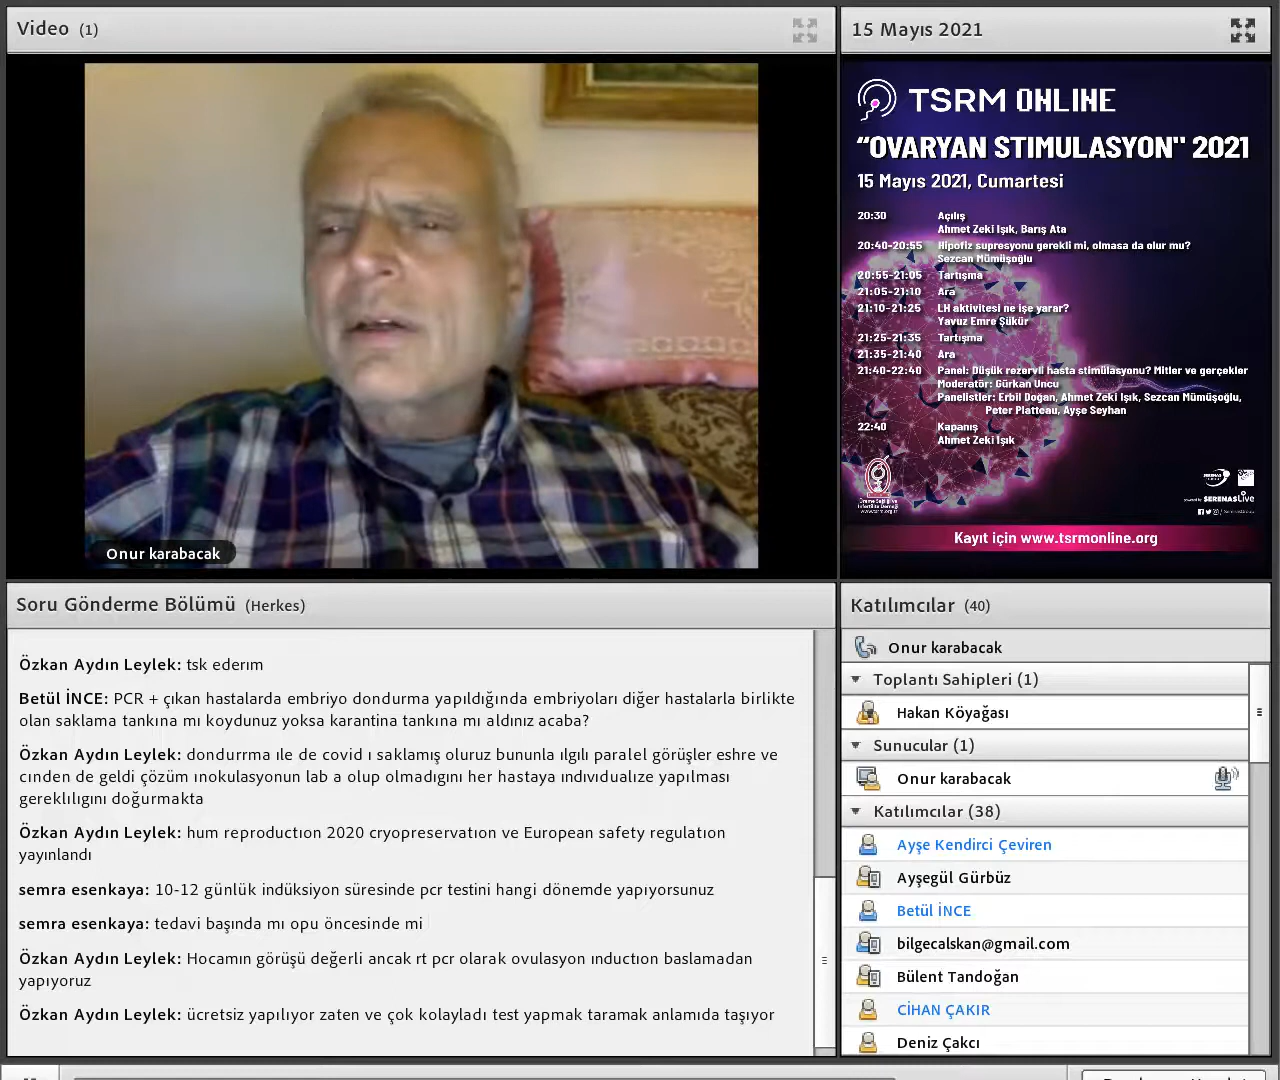 Video (1)
Onur karabacak
15 Mayıs 2021
TSRM ONLINE
“OVARYAN STIMULASYON" 2021
15 Mayıs 2021, Cumartesi
20:30 Açılış
Ahmet Zeki Işık, Barış Ata
20:40-20:55 Hipofiz supresyonu gerekli mi, olmasa da olur mu?
Sezcan Mümüşoğlu
20:55-21:05 Tartışma
21:05-21:10 Ara
21:10-21:25 LH aktivitesi ne işe yarar?
Yavuz Emre Şükür
21:25-21:35 Tartışma
21:35-21:40 Ara
21:40-22:40 Panel: Düşük rezervli hasta stimülasyonu? Mitler ve gerçekler
Moderatör: Gürkan Uncu
Panelistler: Erbil Doğan, Ahmet Zeki Işık, Sezcan Mümüşoğlu,
Peter Platteau, Ayşe Seyhan
22:40 Kapanış
Ahmet Zeki Işık
Üreme Sağlığı ve
İnfertilite Derneği
www.tsrm.org.tr
powered by SERENASLive
Kayıt için www.tsrmonline.org
Soru Gönderme Bölümü (Herkes)
Özkan Aydın Leylek: tsk ederım
Betül İNCE: PCR + çıkan hastalarda embriyo dondurma yapıldığında embriyoları diğer hastalarla birlikte
olan saklama tankına mı koydunuz yoksa karantina tankına mı aldınız acaba?
Özkan Aydın Leylek: dondurrma ıle de covid ı saklamış oluruz bununla ılgılı paralel görüşler eshre ve
cınden de geldi çözüm ınokulasyonun lab a olup olmadıgını her hastaya ındıvıdualıze yapılması
gereklılıgını doğurmakta
Özkan Aydın Leylek: hum reproductıon 2020 cryopreservatıon ve European safety regulatıon
yayınlandı
semra esenkaya: 10-12 günlük indüksiyon süresinde pcr testini hangi dönemde yapıyorsunuz
semra esenkaya: tedavi başında mı opu öncesinde mi
Özkan Aydın Leylek: Hocamın görüşü değerli ancak rt pcr olarak ovulasyon ınductıon baslamadan
yapıyoruz
Özkan Aydın Leylek: ücretsiz yapılıyor zaten ve çok kolayladı test yapmak taramak anlamıda taşıyor
Katılımcılar (40)
Onur karabacak
Toplantı Sahipleri (1)
Hakan Köyağası
Sunucular (1)
Onur karabacak
Katılımcılar (38)
Ayşe Kendirci Çeviren
Ayşegül Gürbüz
Betül İNCE
bilgecalskan@gmail.com
Bülent Tandoğan
CİHAN ÇAKIR
Deniz Çakcı